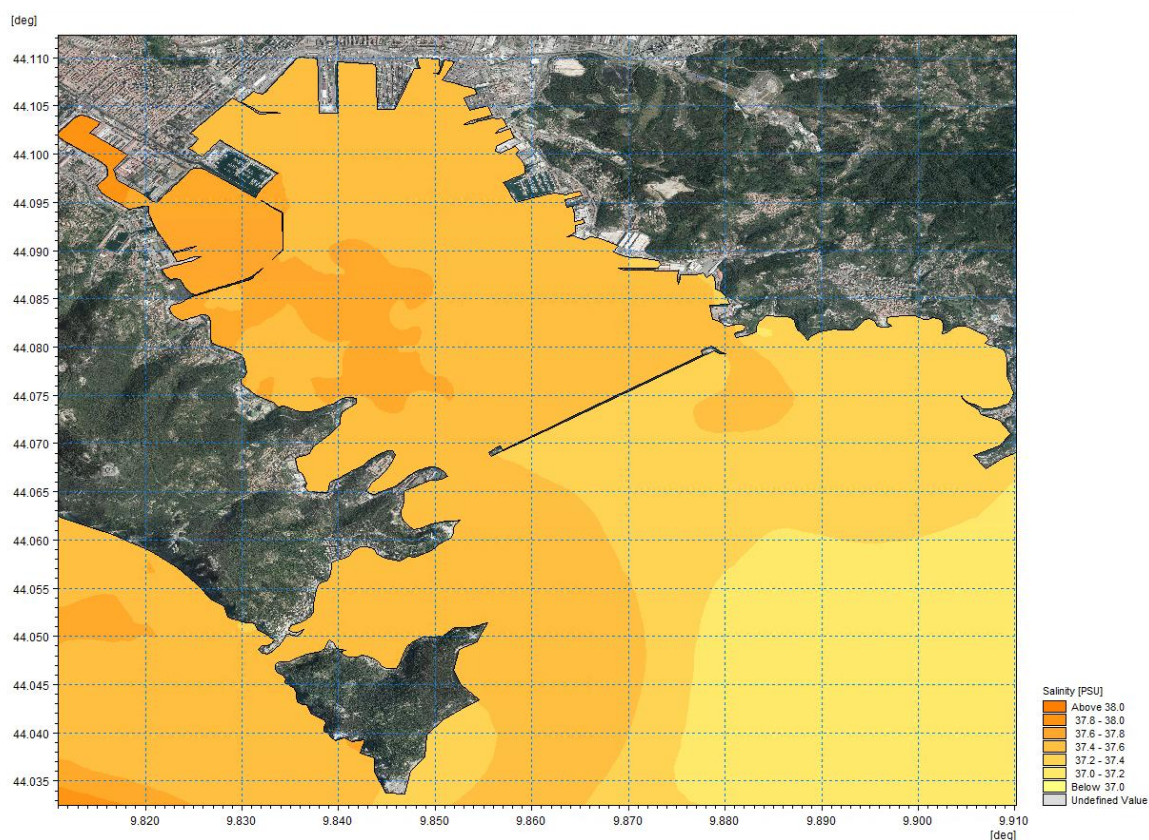 [deg]
44.110
44.105
44.100
44.095
44.090
44.085
44.080
44.075
44.070
44.065
44.060
44.055
44.050
44.045
44.040
44.035
9.820
9.830
9.840
9.850
9.860
9.870
9.880
9.890
9.900
9.910
[deg]
Salinity [PSU]
Above 38.0
37.8 - 38.0
37.6 - 37.8
37.4 - 37.6
37.2 - 37.4
37.0 - 37.2
Below 37.0
Undefined Value